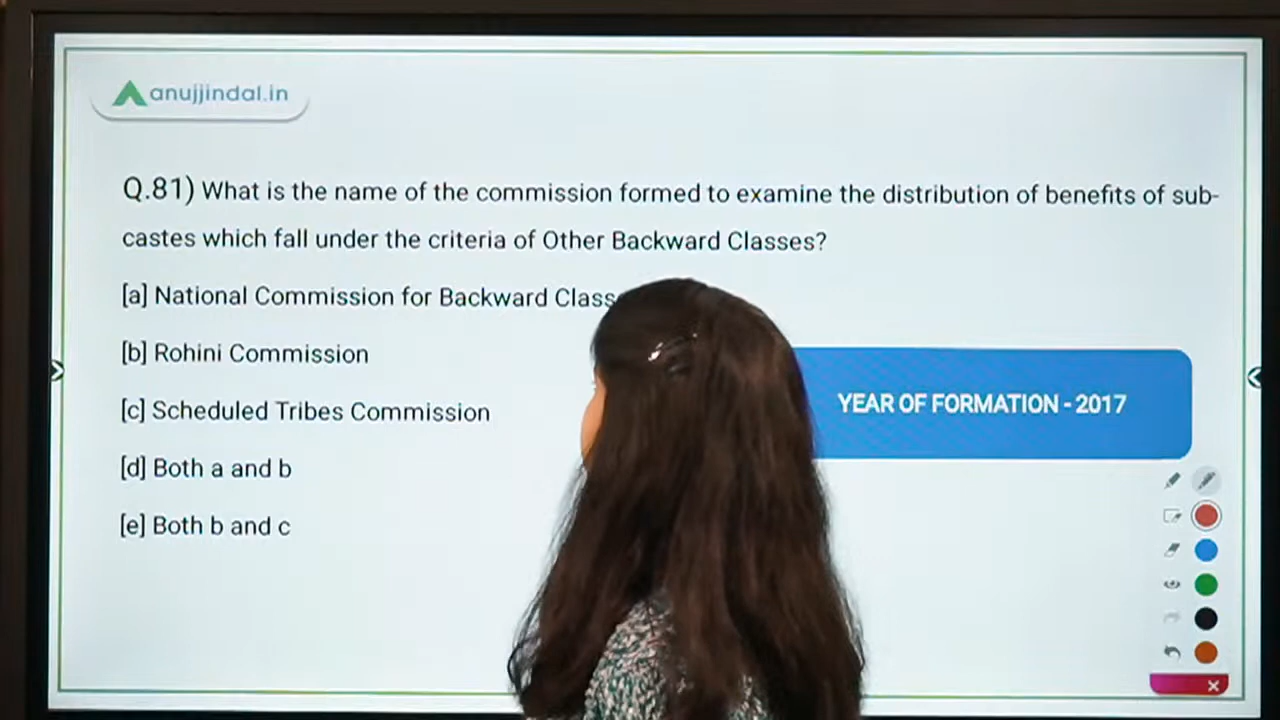 anujjindal.in
Q.81) What is the name of the commission formed to examine the distribution of benefits of sub-
castes which fall under the criteria of Other Backward Classes?
[a] National Commission for Backward
[b] Rohini Commission
YEAR OF FORMATION - 2017
[c] Scheduled Tribes Commission
[d] Both a and b
[e] Both b and c